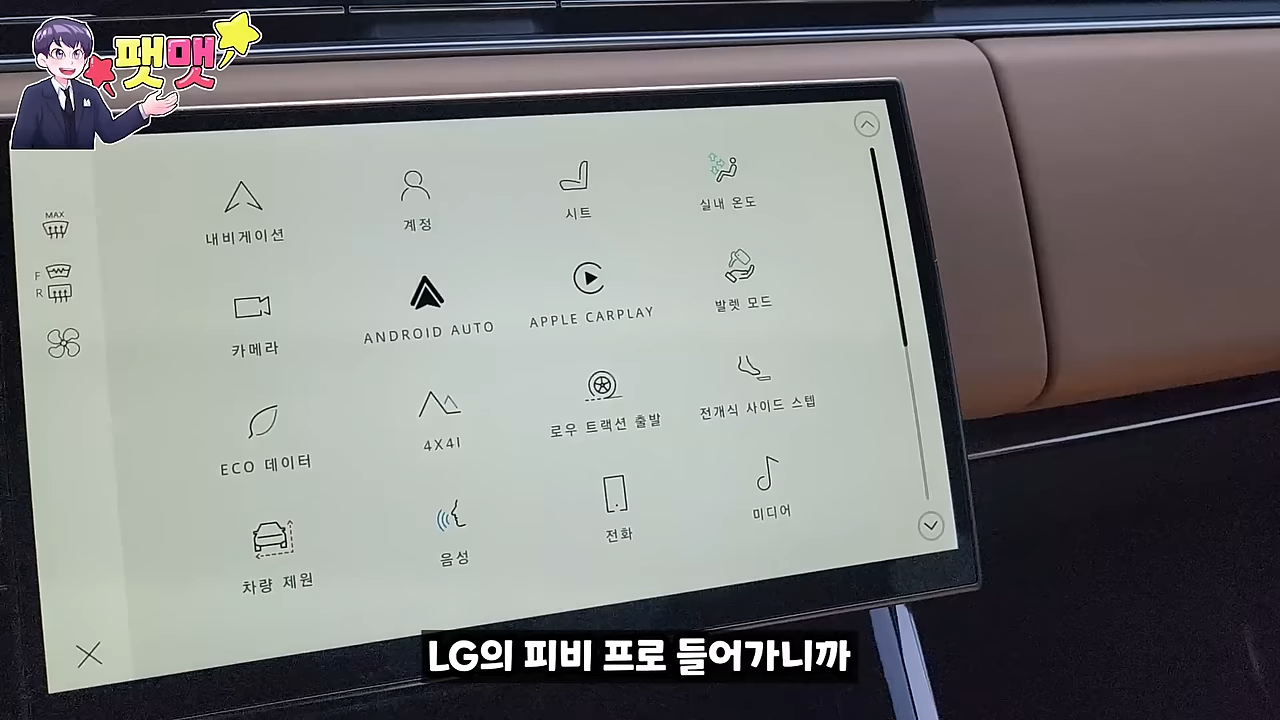 팻맷
MAX
F
R
내비게이션
계정
시트
실내 온도
카메라
ANDROID AUTO
APPLE CARPLAY
발렛 모드
ECO 데이터
4X4I
로우 트랙션 출발
전개식 사이드 스텝
차량 제원
음성
전화
미디어
LG의 피비 프로 들어가니까